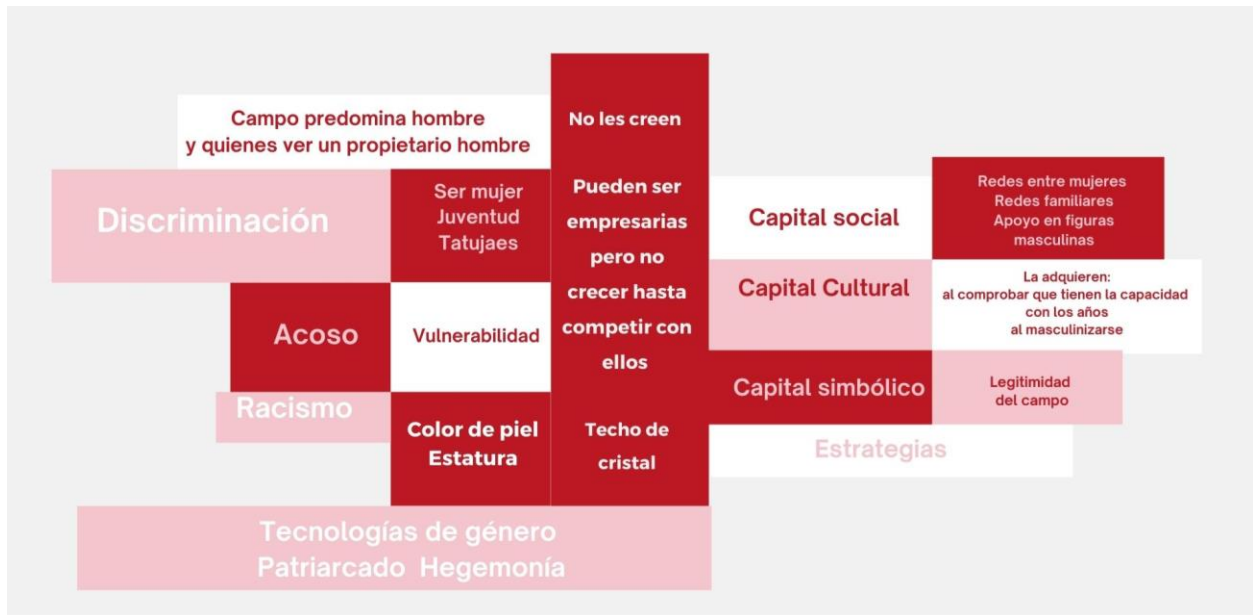 Campo predomina hombre
y quienes ver un propietario hombre
Discriminación
Ser mujer
Juventud
Tatujaes
Acoso
Vulnerabilidad
Racismo
Color de piel
Estatura
No les creen
Pueden ser
empresarias
pero no
crecer hasta
competir con
ellos
Techo de
cristal
Capital social
Redes entre mujeres
Redes familiares
Apoyo en figuras
masculinas
Capital Cultural
La adquieren:
al comprobar que tienen la capacidad
con los años
al masculinizarse
Capital simbólico
Legitimidad
del campo
Estrategias
Tecnologías de género
Patriarcado Hegemonía